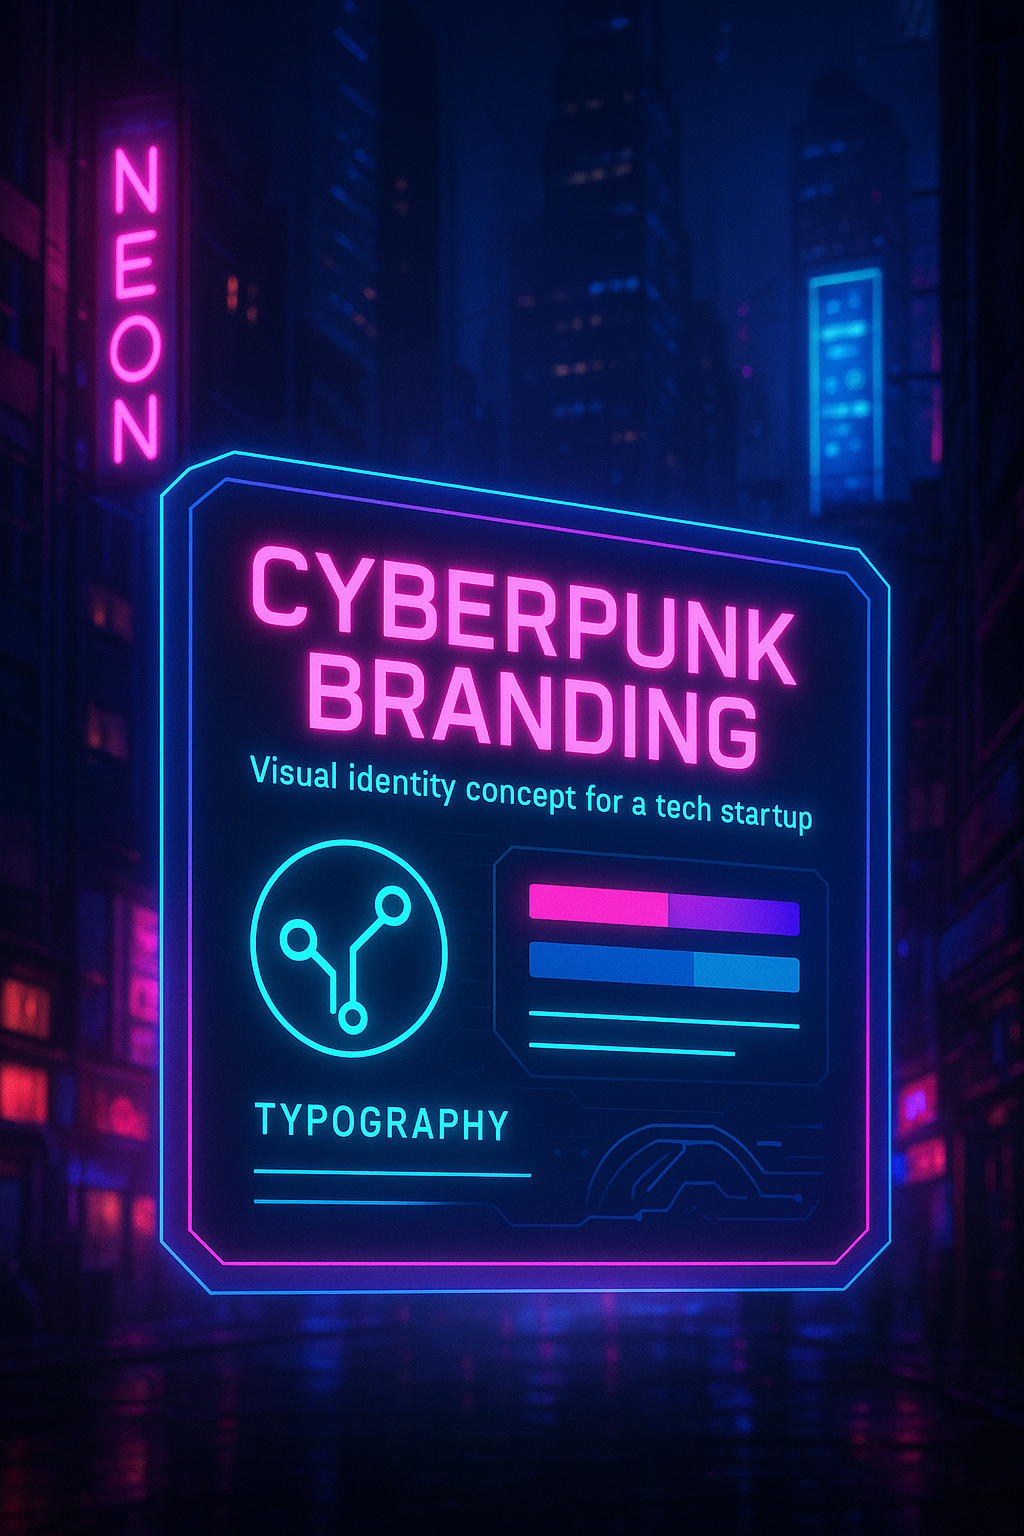 NEON
CYBERPUNK
BRANDING
Visual identity concept for a tech startup
TYPOGRAPHY